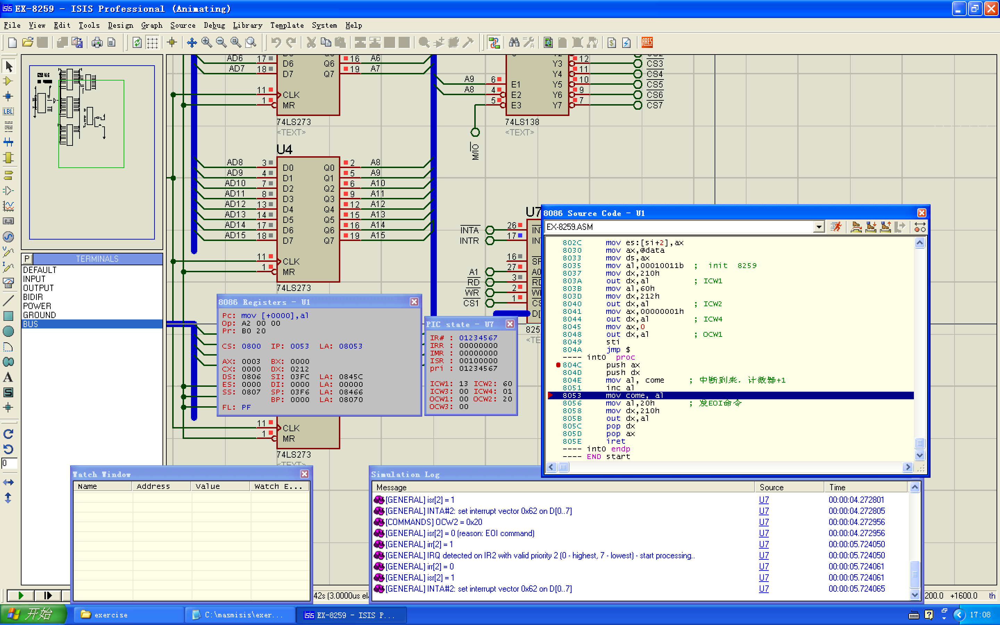 EX-8259 - ISIS Professional (Animating)
File View Edit Tools Design Graph Source Debug Library Template System Help
ARES
LBL
P TERMINALS
DEFAULT
INPUT
OUTPUT
BIDIR
POWER
GROUND
BUS
0
AD6 17 D6 Q6 16 A6
AD7 18 D7 Q7 19 A7
11 CLK
1 MR
74LS273
<TEXT>
Y3 12 CS3
Y4 11 CS4
A9 6 E1 Y5 10 CS5
A8 4 E2 Y6 9 CS6
5 E3 Y7 7 CS7
74LS138
<TEXT>
M/IO
U4
AD8 3 D0 Q0 2 A8
AD9 4 D1 Q1 5 A9
AD10 7 D2 Q2 6 A10
AD11 8 D3 Q3 9 A11
AD12 13 D4 Q4 12 A12
AD13 14 D5 Q5 15 A13
AD14 17 D6 Q6 16 A14
AD15 18 D7 Q7 19 A15
11 CLK
1 MR
74LS273
U7
INTA 26
INTR 17
16
A1 27 A0
RD 3 RD
WR 2
CS1 1
825
8086 Registers - U1
Pc: mov [+0000],al
Op: A2 00 00
Pr: B0 20
CS: 0800 IP: 0053 LA: 08053
AX: 0003 BX: 0000
CX: 0000 DX: 0212
DS: 0806 SI: 03FC LA: 0845C
ES: 0000 DI: 0000 LA: 00000
SS: 0807 SP: 03F6 LA: 08466
BP: 0000 LA: 08070
FL: PF
PIC state - U7
IR# : 01234567
IRR : 00000000
IMR : 00000000
ISR : 00100000
pri : 01234567
ICW1: 13 ICW2: 60
ICW3: 00 ICW4: 01
OCW1: 00 OCW2: 20
OCW3: 00
11 CLK
1 MR
74LS273
8086 Source Code - U1
EX-8259.ASM
802C mov es:[si+2],ax
8030 mov ax,@data
8033 mov ds,ax
8035 mov al,00010011b ; init 8259
8037 mov dx,210h
803A out dx,al ; ICW1
803B mov al,60h
803D mov dx,212h
8040 out dx,al ; ICW2
8041 mov ax,00000001h
8044 out dx,al ; ICW4
8045 mov ax,0
8048 out dx,al ; OCW1
8049 sti
804A jmp $
---- int0 proc
804C push ax
804D push dx
804E mov al, come ; 中断到来，计数器+1
8051 inc al
8053 mov come, al
8056 mov al,20h ; 发EOI命令
8058 mov dx,210h
805B out dx,al
805C pop dx
805D pop ax
805E iret
---- int0 endp
---- END start
Watch Window
Name Address Value Watch E...
Simulation Log
Message Source Time
[GENERAL] isr[2] = 1 U7 00:00:04.272801
[GENERAL] INTA#2: set interrupt vector 0x62 on D[0..7] U7 00:00:04.272805
[COMMANDS] OCW2 = 0x20 U7 00:00:04.272956
[GENERAL] isr[2] = 0 (reason: EOI command) U7 00:00:04.272956
[GENERAL] irr[2] = 1 U7 00:00:05.724050
[GENERAL] IRQ detected on IR2 with valid priority 2 (0 - highest, 7 - lowest) - start processing.. U7 00:00:05.724050
[GENERAL] irr[2] = 0 U7 00:00:05.724061
[GENERAL] isr[2] = 1 U7 00:00:05.724061
[GENERAL] INTA#2: set interrupt vector 0x62 on D[0..7] U7 00:00:05.724065
42s (3.0000us el
200.0 +1600.0 th
开始 exercise C:\masmisis\exer... EX-8259 - ISIS P... 17:08